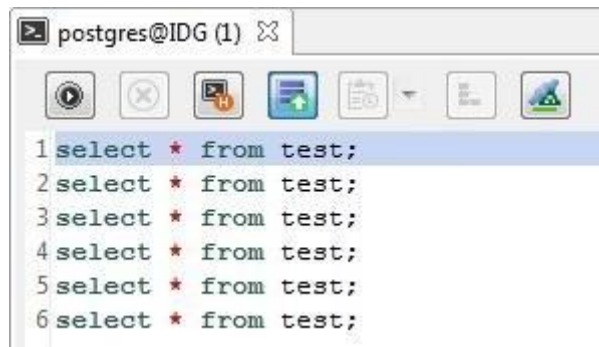 postgres@IDG (1)
1 select * from test;
2 select * from test;
3 select * from test;
4 select * from test;
5 select * from test;
6 select * from test;